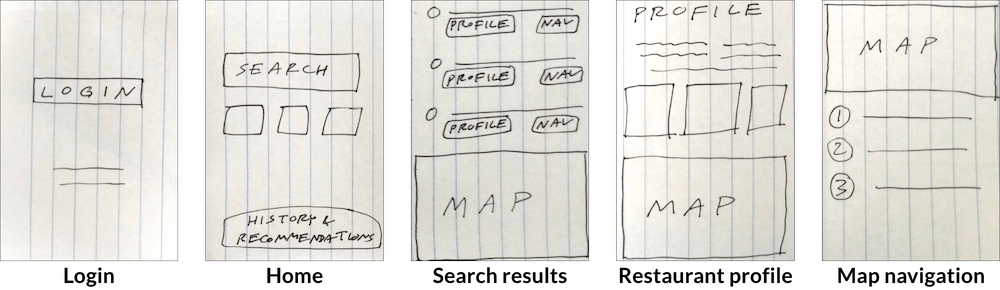 LOGIN
Login
SEARCH
HISTORY &
RECOMMENDATIONS
Home
PROFILE NAV
PROFILE NAV
PROFILE NAV
MAP
Search results
PROFILE
MAP
Restaurant profile
MAP
1
2
3
Map navigation